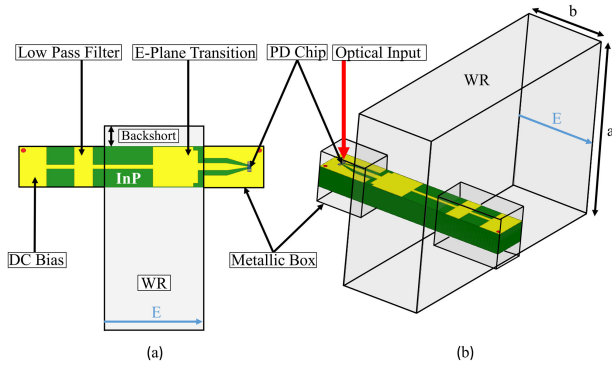 Low Pass Filter
E-Plane Transition
PD Chip
Optical Input
b
WR
a
E
Backshort
InP
DC Bias
Metallic Box
WR
E
(a)
(b)